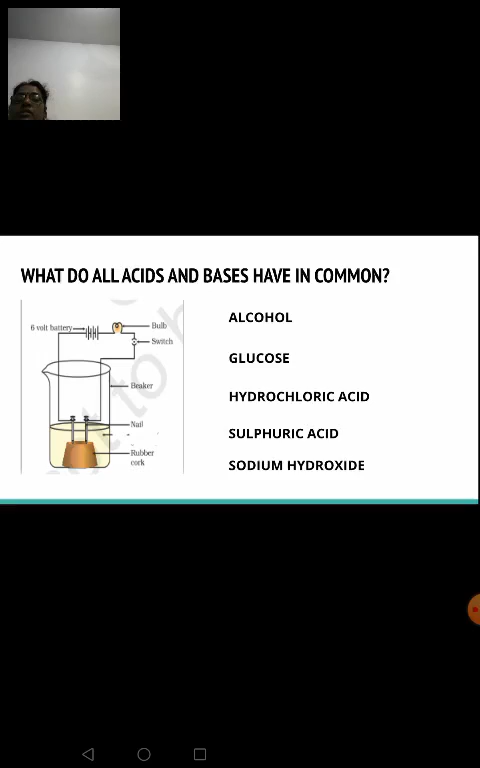 WHAT DO ALL ACIDS AND BASES HAVE IN COMMON?
6 volt battery
Bulb
Switch
Beaker
Nail
Rubber
cork
ALCOHOL
GLUCOSE
HYDROCHLORIC ACID
SULPHURIC ACID
SODIUM HYDROXIDE